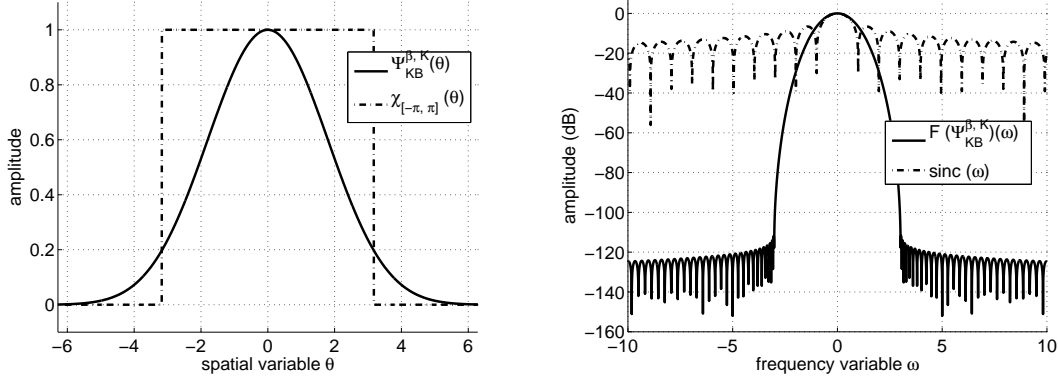 1
0.8
0.6
0.4
0.2
0
−6 −4 −2 0 2 4 6
amplitude
spatial variable θ
Ψ_KB^β, K(θ)
χ_[−π, π] (θ)
0
−20
−40
−60
−80
−100
−120
−140
−160
−10 −5 0 5 10
amplitude (dB)
frequency variable ω
F (Ψ_KB^β, K)(ω)
sinc (ω)